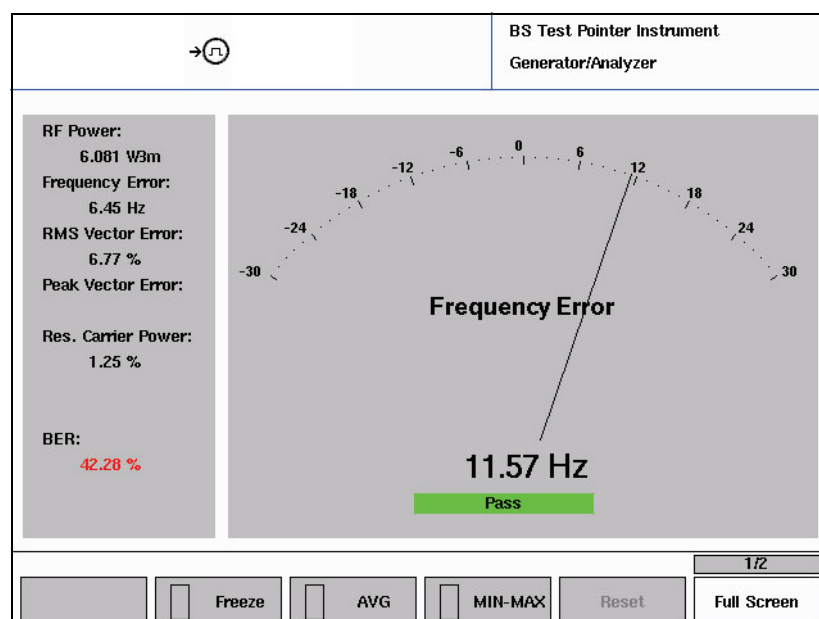 BS Test Pointer Instrument
Generator/Analyzer
RF Power:
6.081 W3m
Frequency Error:
6.45 Hz
RMS Vector Error:
6.77 %
Peak Vector Error:
Res. Carrier Power:
1.25 %
BER:
42.28 %
-30
-24
-18
-12
-6
0
6
12
18
24
30
Frequency Error
11.57 Hz
Pass
1/2
Freeze
AVG
MIN-MAX
Reset
Full Screen